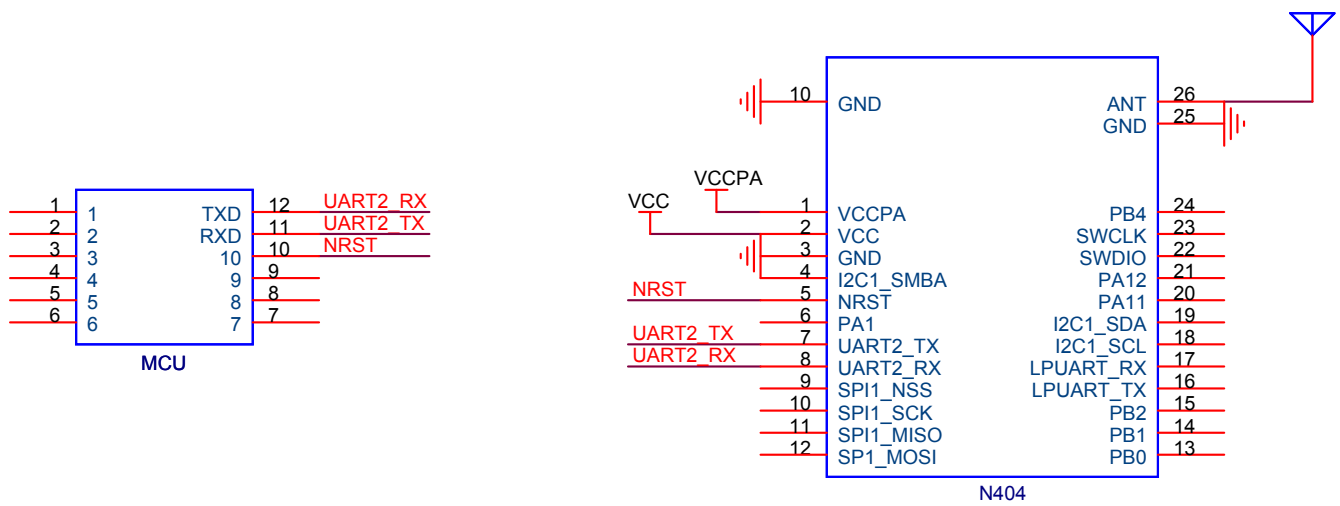 1 1 TXD 12 UART2_RX
2 2 RXD 11 UART2_TX
3 3 10 10 NRST
4 4 9 9
5 5 8 8
6 6 7 7
MCU
10 GND ANT 26
GND 25
VCCPA
VCC
1 VCCPA PB4 24
2 VCC SWCLK 23
3 GND SWDIO 22
4 I2C1_SMBA PA12 21
NRST 5 NRST PA11 20
6 PA1 I2C1_SDA 19
UART2_TX 7 UART2_TX I2C1_SCL 18
UART2_RX 8 UART2_RX LPUART_RX 17
9 SPI1_NSS LPUART_TX 16
10 SPI1_SCK PB2 15
11 SPI1_MISO PB1 14
12 SP1_MOSI PB0 13
N404